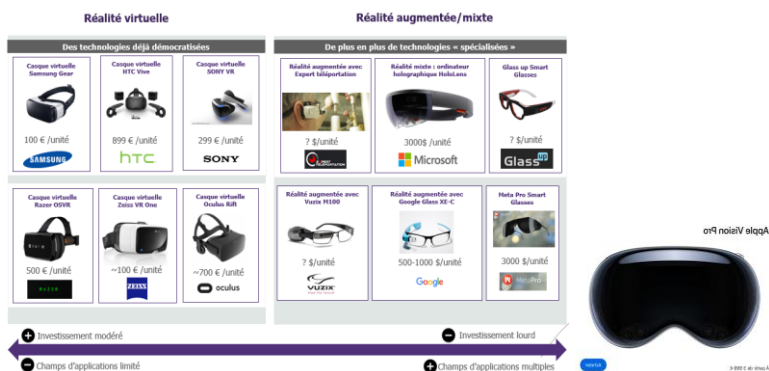 Réalité virtuelle
Réalité augmentée/mixte
Des technologies déjà démocratisées
De plus en plus de technologies « spécialisées »
Casque virtuelle
Samsung Gear
100 € /unité
SAMSUNG
Casque virtuelle
HTC Vive
899 € /unité
hTC
Casque virtuelle
SONY VR
299 € /unité
SONY
Réalité augmentée avec
Expert téléportation
? $/unité
Réalité mixte : ordinateur
holographique HoloLens
3000$ /unité
Microsoft
Glass up Smart
Glasses
? $/unité
Glass up
Casque virtuelle
Razer OSVR
500 € /unité
RAZER
Casque virtuelle
Zeiss VR One
~100 € /unité
ZEISS
Casque virtuelle
Oculus Rift
~700 € /unité
oculus
Réalité augmentée avec
Vuzix M100
? $/unité
VUZIX
Réalité augmentée avec
Google Glass XE-C
500-1000 $/unité
Google
Meta Pro Smart
Glasses
3000 $/unité
MetaPro
Apple Vision Pro
Investissement modéré
Investissement lourd
Champs d'applications limité
Champs d'applications multiples